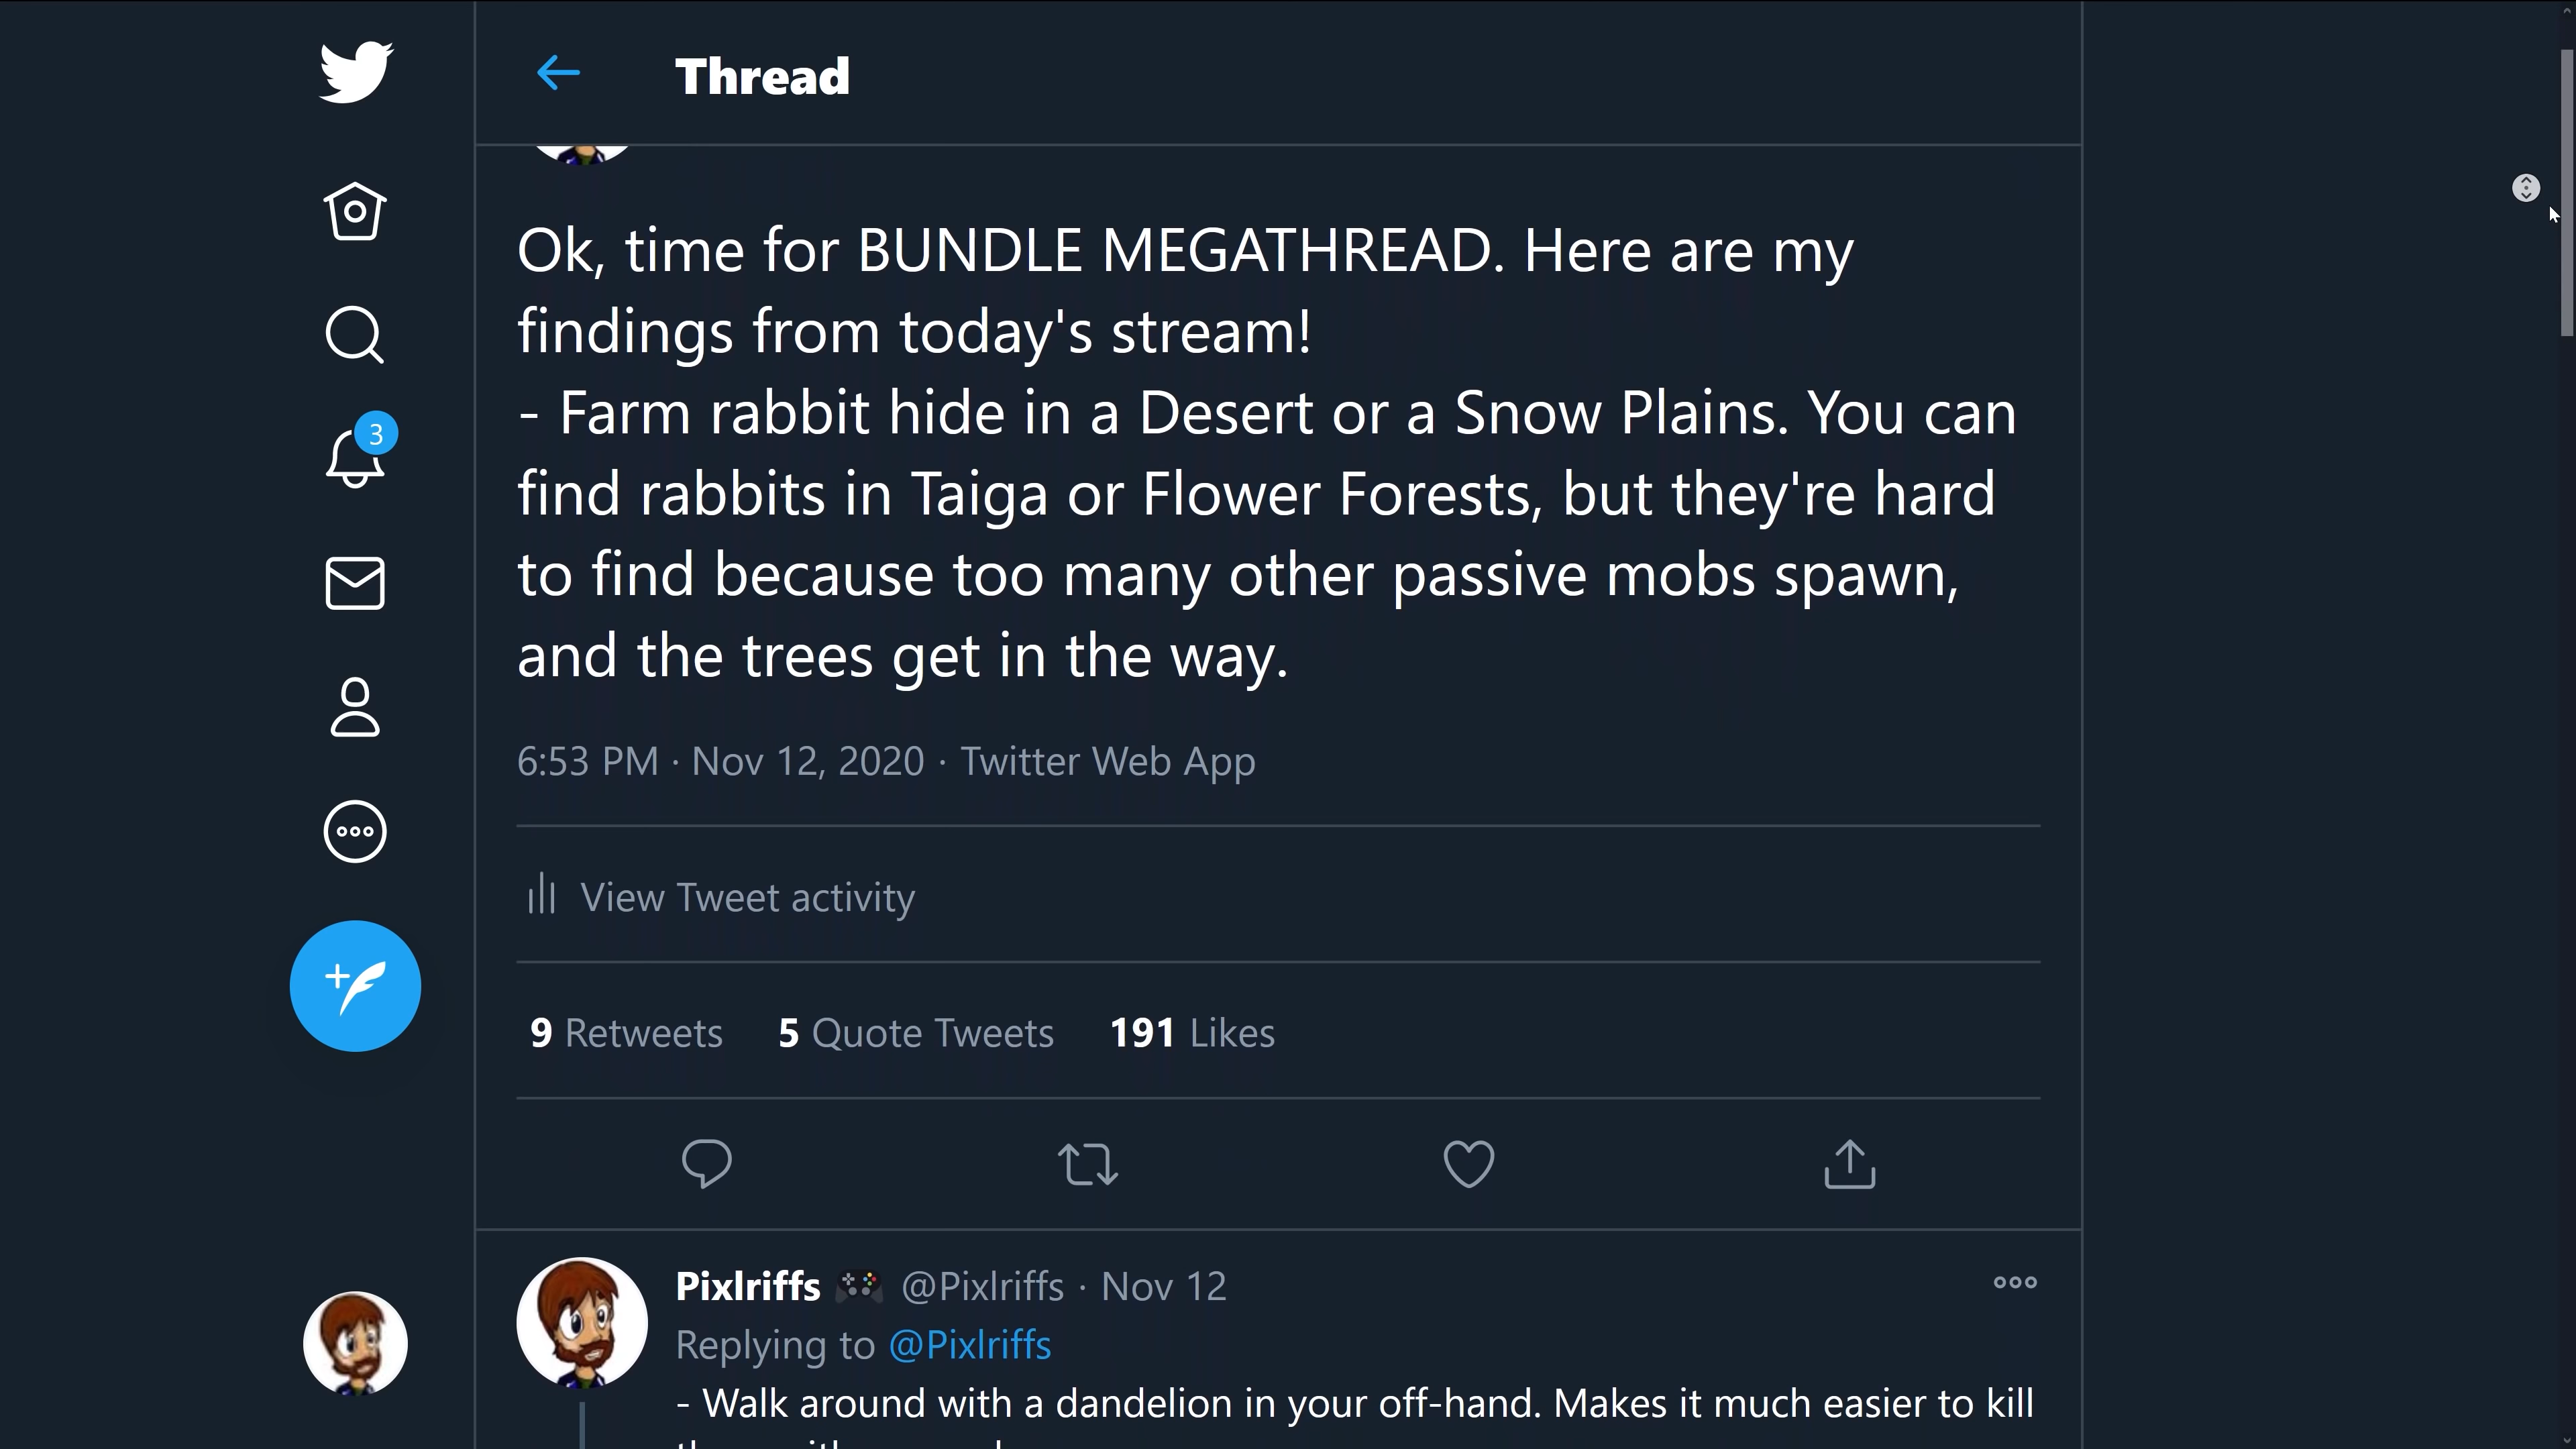 Thread
Ok, time for BUNDLE MEGATHREAD. Here are my
findings from today's stream!
- Farm rabbit hide in a Desert or a Snow Plains. You can
find rabbits in Taiga or Flower Forests, but they're hard
to find because too many other passive mobs spawn,
and the trees get in the way.
3
6:53 PM · Nov 12, 2020 · Twitter Web App
View Tweet activity
9 Retweets 5 Quote Tweets 191 Likes
Pixlriffs 🎮 @Pixlriffs · Nov 12
Replying to @Pixlriffs
- Walk around with a dandelion in your off-hand. Makes it much easier to kill